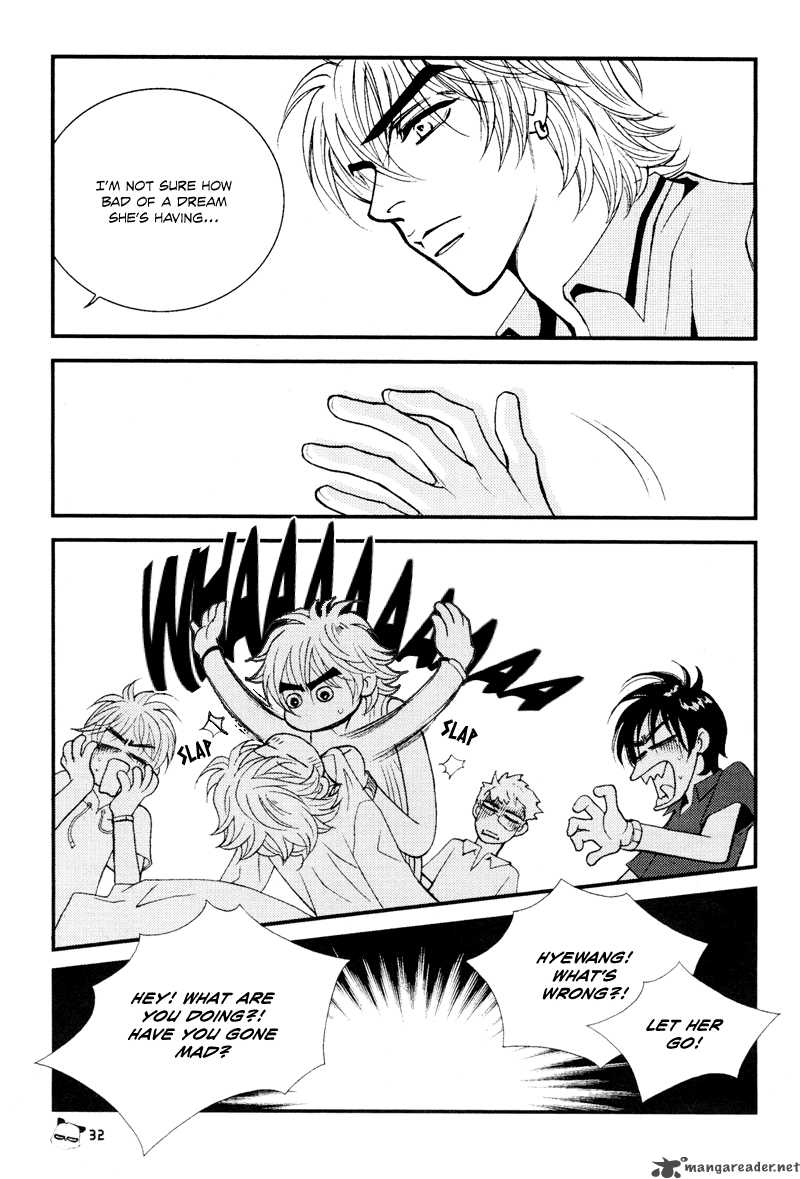 I'M NOT SURE HOW
BAD OF A DREAM
SHE'S HAVING...
WHAAAAAAAAAA
SLAP
SLAP
HEY! WHAT ARE
YOU DOING?!
HAVE YOU GONE
MAD?
HYEWANG!
WHAT'S
WRONG?!
LET HER
GO!
32
mangareader.net